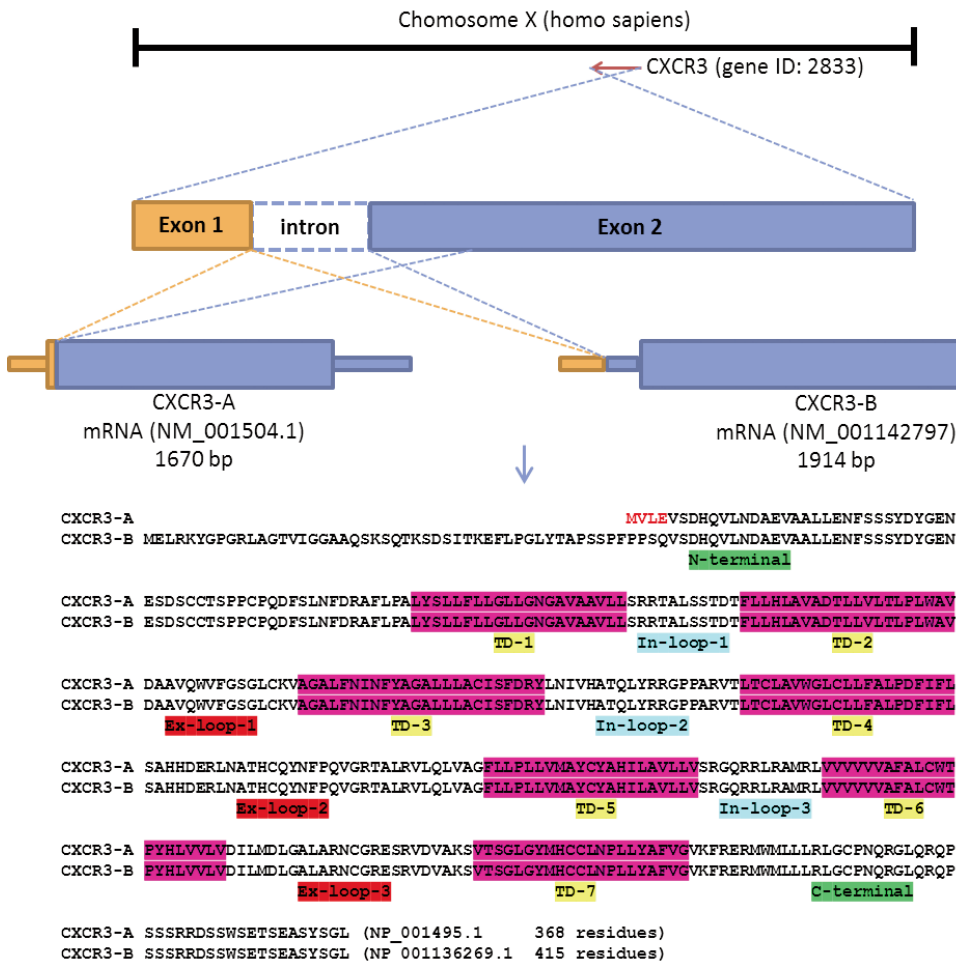 Chomosome X (homo sapiens)
CXCR3 (gene ID: 2833)
Exon 1
intron
Exon 2
CXCR3-A
mRNA (NM_001504.1)
1670 bp
CXCR3-B
mRNA (NM_001142797)
1914 bp
CXCR3-A MVLEVSDHQVLNDAEVAALLENFSSSYDYGEN
CXCR3-B MELRKYGPGRLAGTVIGGAAQSKSQTKSDSITKEFLPGLYTAPSSPFPPSQVSDHQVLNDAEVAALLENFSSSYDYGEN
N-terminal
CXCR3-A ESDSCCTSPPCPQDFSLNFDRAFLPALYSLLFLLGLLGNGAVAAVLLSRRTALSSTDTFLLHLAVADTLLVLTLPLWAV
CXCR3-B ESDSCCTSPPCPQDFSLNFDRAFLPALYSLLFLLGLLGNGAVAAVLLSRRTALSSTDTFLLHLAVADTLLVLTLPLWAV
TD-1 In-loop-1 TD-2
CXCR3-A DAAVQWVFGSGLCKVAGALFNINFYAGALLLACISFDRYLNIVHATQLYRRGPPARVTLTCLAVWGLCLLFALPDFIFL
CXCR3-B DAAVQWVFGSGLCKVAGALFNINFYAGALLLACISFDRYLNIVHATQLYRRGPPARVTLTCLAVWGLCLLFALPDFIFL
Ex-loop-1 TD-3 In-loop-2 TD-4
CXCR3-A SAHHDERLNATHCQYNFPQVGRTALRVLQLVAGFLLPLLVMAYCYAHILAVLLVSRGQRRLRAMRLVVVVVVAFALCWT
CXCR3-B SAHHDERLNATHCQYNFPQVGRTALRVLQLVAGFLLPLLVMAYCYAHILAVLLVSRGQRRLRAMRLVVVVVVAFALCWT
Ex-loop-2 TD-5 In-loop-3 TD-6
CXCR3-A PYHLVVLVDILMDLGALARNCGRESRVDVAKSVTSGLGYMHCCLNPLLYAFVGVKFRERMWMLLLRLGCPNQRGLQRQP
CXCR3-B PYHLVVLVDILMDLGALARNCGRESRVDVAKSVTSGLGYMHCCLNPLLYAFVGVKFRERMWMLLLRLGCPNQRGLQRQP
Ex-loop-3 TD-7 C-terminal
CXCR3-A SSSRRDSSWSETSEASYSGL (NP_001495.1 368 residues)
CXCR3-B SSSRRDSSWSETSEASYSGL (NP 001136269.1 415 residues)